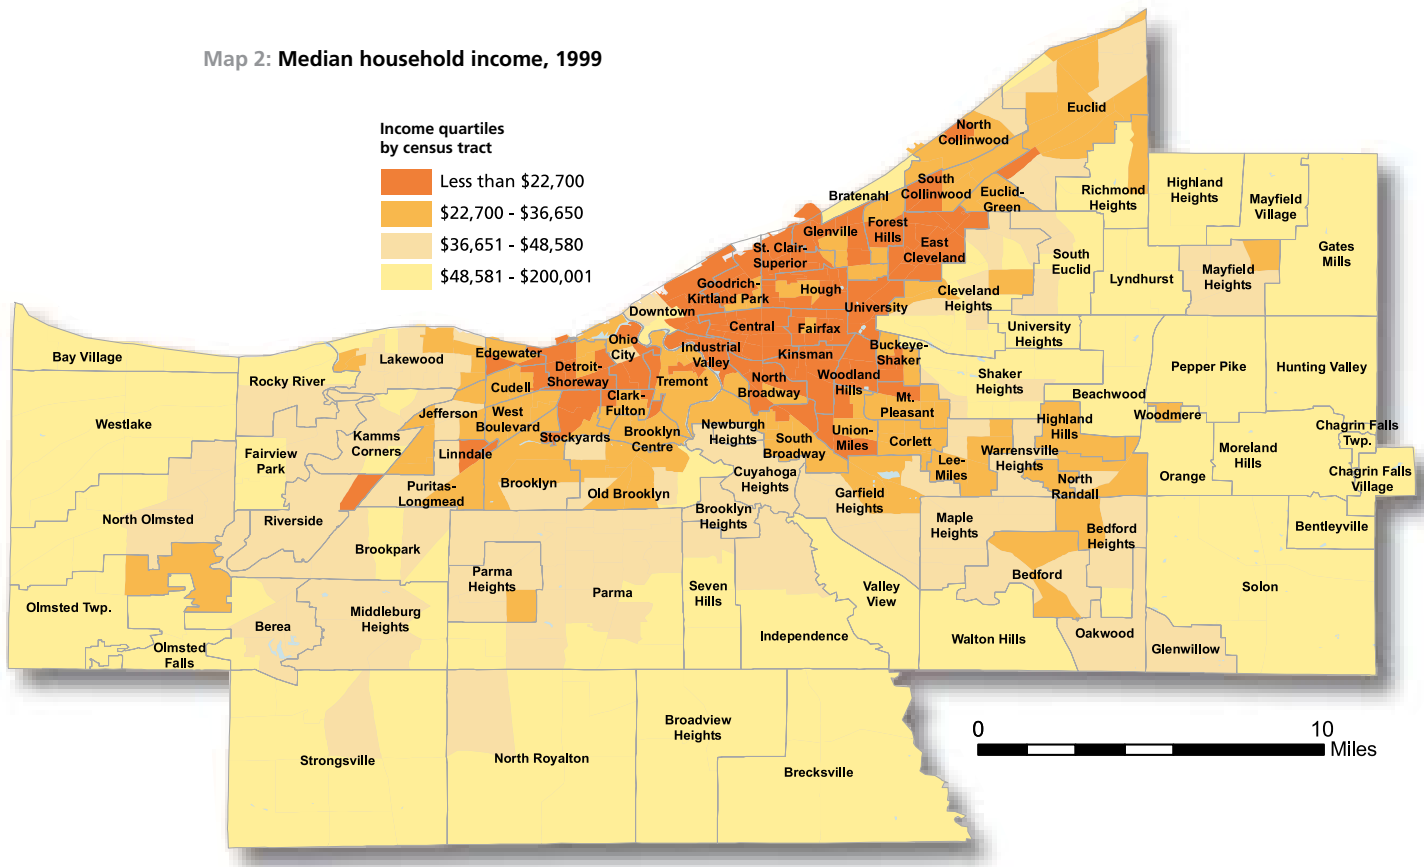 Map 2: Median household income, 1999
Income quartiles
by census tract
Less than $22,700
$22,700 - $36,650
$36,651 - $48,580
$48,581 - $200,001
Euclid
North
Collinwood
South
Collinwood
Euclid-
Green
Richmond
Heights
Highland
Heights
Mayfield
Village
Gates
Mills
Bratenahl
Glenville
Forest
Hills
East
Cleveland
St. Clair-
Superior
South
Euclid
Lyndhurst
Mayfield
Heights
Goodrich-
Kirtland Park
Hough
University
Cleveland
Heights
Downtown
Central
Fairfax
University
Heights
Ohio
City
Industrial
Valley
Kinsman
Buckeye-
Shaker
Bay Village
Rocky River
Lakewood
Edgewater
Detroit-
Shoreway
Tremont
North
Broadway
Woodland
Hills
Shaker
Heights
Beachwood
Pepper Pike
Hunting Valley
Cudell
Clark-
Fulton
Mt.
Pleasant
Westlake
Jefferson
West
Boulevard
Stockyards
Brooklyn
Centre
Newburgh
Heights
South
Broadway
Union-
Miles
Corlett
Highland
Hills
Woodmere
Chagrin Falls
Twp.
Kamms
Corners
Fairview
Park
Linndale
Lee-
Miles
Warrensville
Heights
Moreland
Hills
Orange
Chagrin Falls
Village
Puritas-
Longmead
Brooklyn
Old Brooklyn
Cuyahoga
Heights
Garfield
Heights
North
Randall
North Olmsted
Riverside
Brooklyn
Heights
Maple
Heights
Bedford
Heights
Bentleyville
Brookpark
Parma
Heights
Parma
Seven
Hills
Valley
View
Bedford
Solon
Olmsted Twp.
Berea
Middleburg
Heights
Independence
Walton Hills
Oakwood
Glenwillow
Olmsted
Falls
Strongsville
North Royalton
Broadview
Heights
Brecksville
0 10
Miles